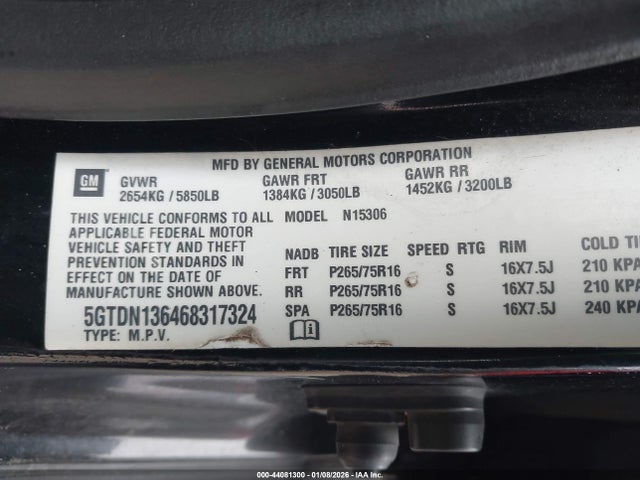 MFD BY GENERAL MOTORS CORPORATION
GM
GVWR GAWR FRT GAWR RR
2654KG / 5850LB 1384KG / 3050LB 1452KG / 3200LB
THIS VEHICLE CONFORMS TO ALL MODEL N15306
APPLICABLE FEDERAL MOTOR
VEHICLE SAFETY AND THEFT
PREVENTION STANDARDS
IN EFFECT ON THE DATE OF
MANUFACTURE SHOWN ABOVE.
5GTDN136468317324
TYPE: M.P.V.
NADB TIRE SIZE SPEED RTG RIM COLD
FRT P265/75R16 S 16X7.5J 210 KPA
RR P265/75R16 S 16X7.5J 210 KPA
SPA P265/75R16 S 16X7.5J 240 KPA
000-44081300 - 01/08/2026 - © IAA Inc.